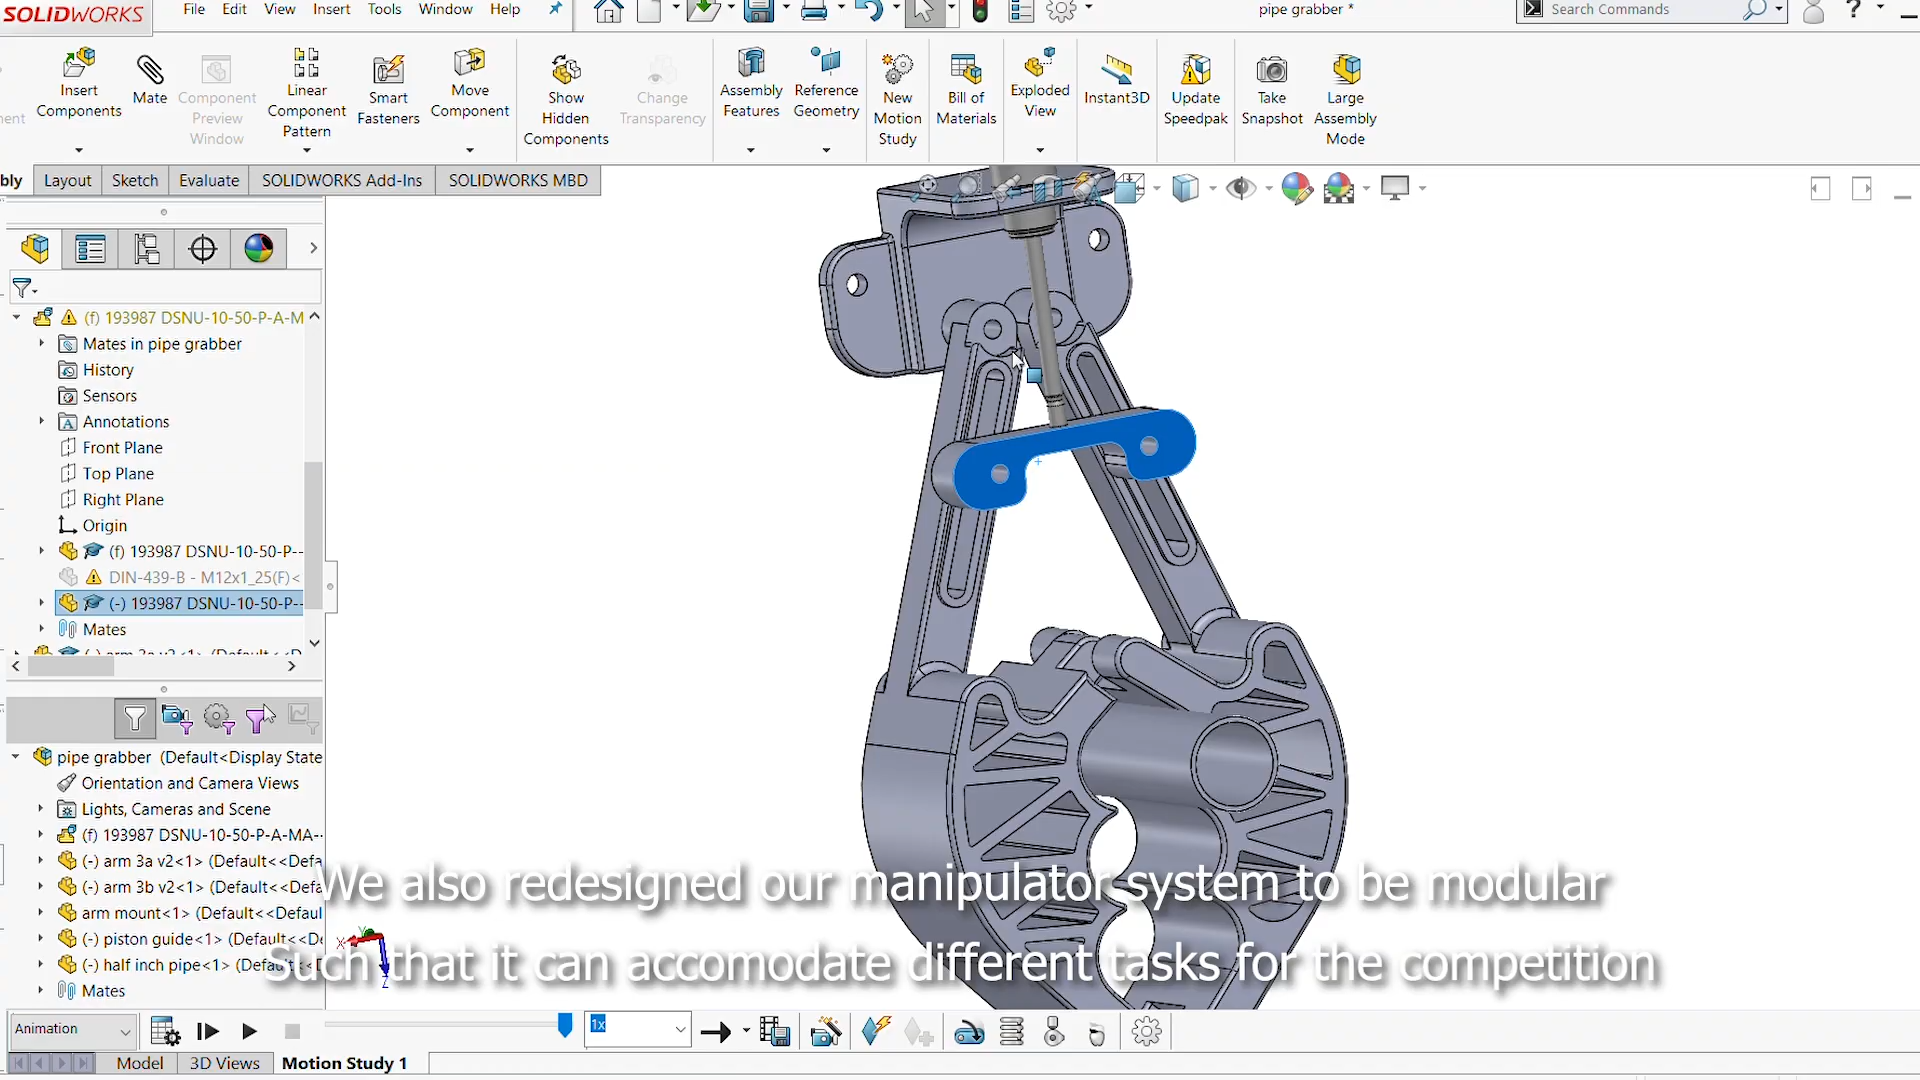 SOLIDWORKS
File Edit View Insert Tools Window Help
pipe grabber *
Search Commands
?
Insert Components
Mate
Component Preview Window
Linear Component Pattern
Smart Fasteners
Move Component
Show Hidden Components
Change Transparency
Assembly Features
Reference Geometry
New Motion Study
Bill of Materials
Exploded View
Instant3D
Update Speedpak
Take Snapshot
Large Assembly Mode
bly Layout Sketch Evaluate SOLIDWORKS Add-Ins SOLIDWORKS MBD
(f) 193987 DSNU-10-50-P-A-M
Mates in pipe grabber
History
Sensors
Annotations
Front Plane
Top Plane
Right Plane
Origin
(f) 193987 DSNU-10-50-P--
DIN-439-B - M12x1_25(F)<
(-) 193987 DSNU-10-50-P--
Mates
pipe grabber (Default<Display State
Orientation and Camera Views
Lights, Cameras and Scene
(f) 193987 DSNU-10-50-P-A-MA-
(-) arm 3a v2<1> (Default<<Defa
(-) arm 3b v2<1> (Default<<Defa
arm mount<1> (Default<<Defaul
(-) piston guide<1> (Default<<De
(-) half inch pipe<1> (Default<<D
Mates
We also redesigned our manipulator system to be modular
Such that it can accomodate different tasks for the competition
X Y Z
Animation
1x
Model 3D Views Motion Study 1